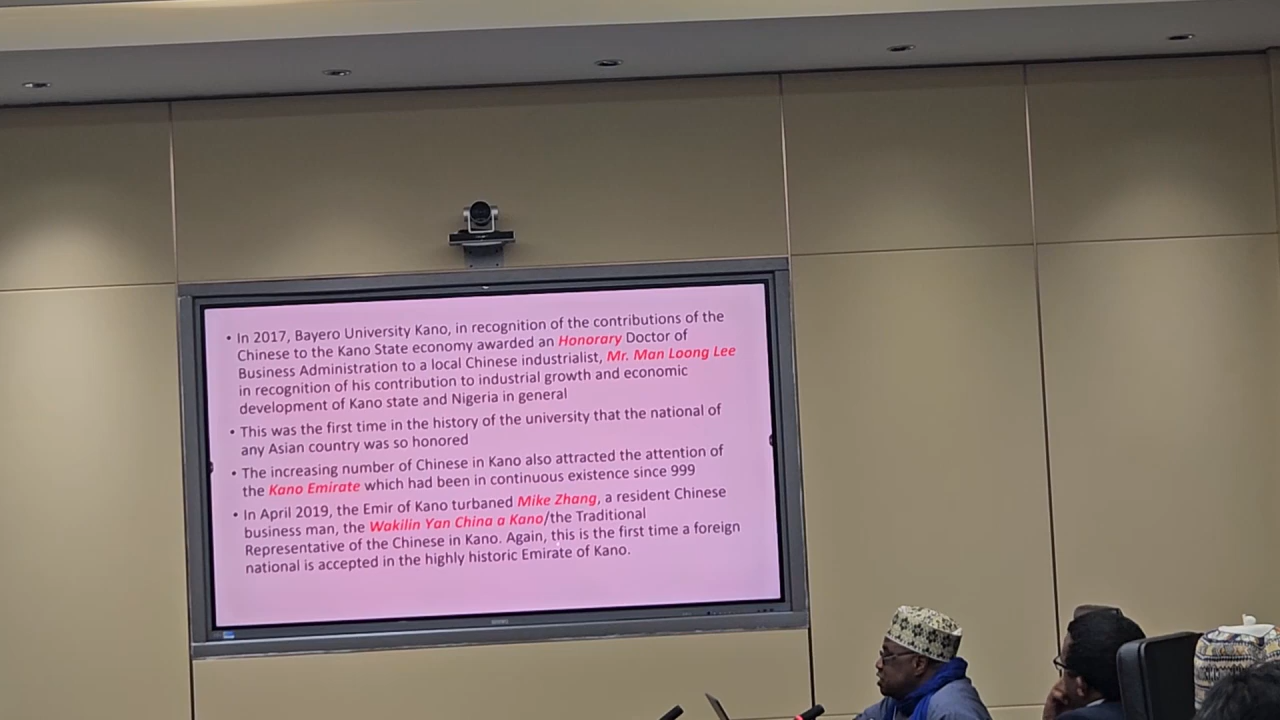 • In 2017, Bayero University Kano, in recognition of the contributions of the
Chinese to the Kano State economy awarded an Honorary Doctor of
Business Administration to a local Chinese industrialist, Mr. Man Loong Lee
in recognition of his contribution to industrial growth and economic
development of Kano state and Nigeria in general
• This was the first time in the history of the university that the national of
any Asian country was so honored
• The increasing number of Chinese in Kano also attracted the attention of
the Kano Emirate which had been in continuous existence since 999
• In April 2019, the Emir of Kano turbaned Mike Zhang, a resident Chinese
business man, the Wakilin Yan China a Kano/the Traditional
Representative of the Chinese in Kano. Again, this is the first time a foreign
national is accepted in the highly historic Emirate of Kano.